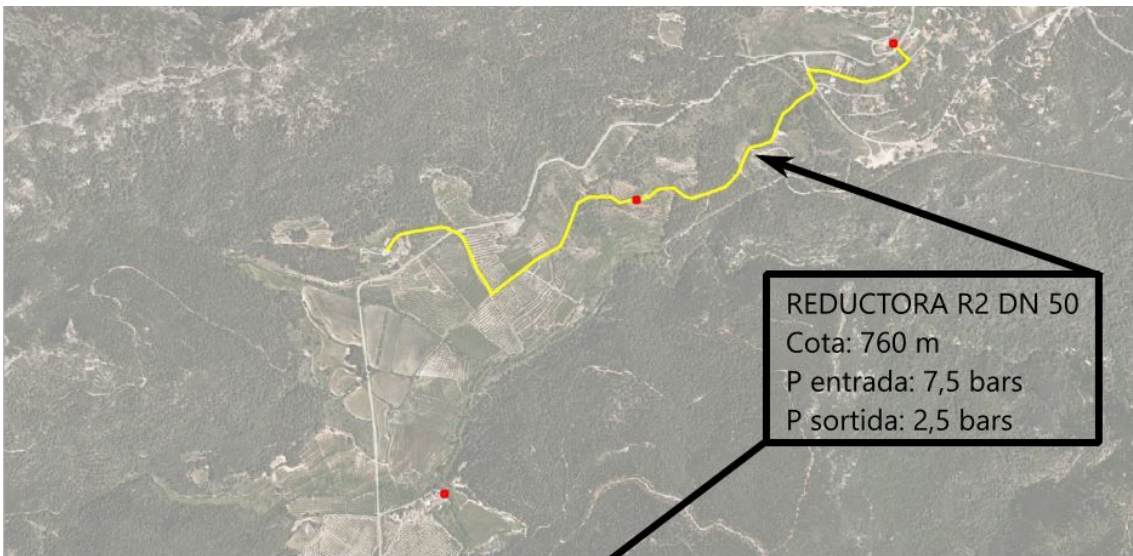 REDUCTORA R2 DN 50
Cota: 760 m
P entrada: 7,5 bars
P sortida: 2,5 bars